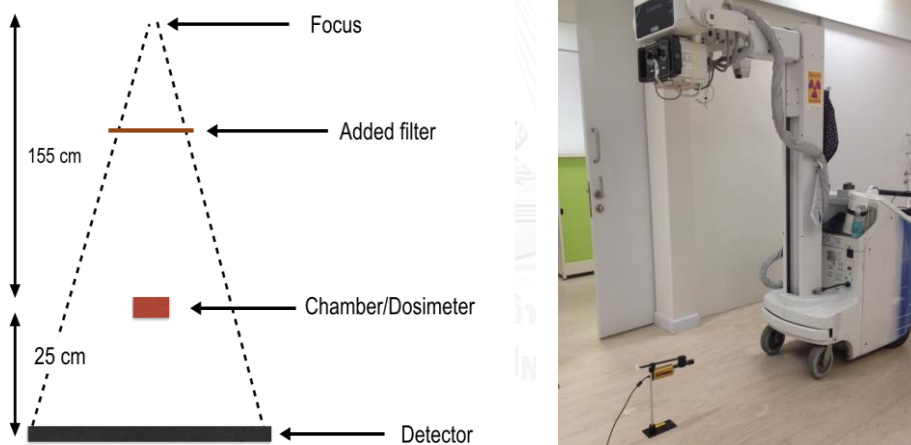 Focus
Added filter
155 cm
Chamber/Dosimeter
25 cm
Detector